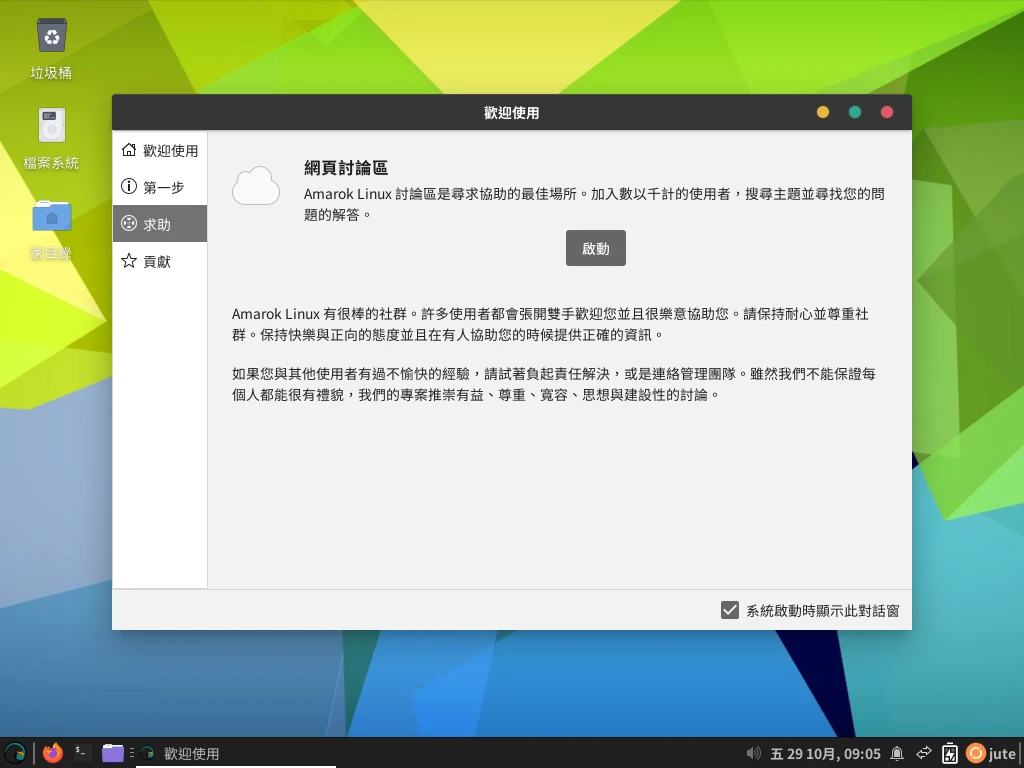 垃圾桶
檔案系統
家目錄
歡迎使用
歡迎使用
第一步
求助
貢獻
網頁討論區
Amarok Linux 討論區是尋求協助的最佳場所。加入數以千計的使用者，搜尋主題並尋找您的問
題的解答。
啟動
Amarok Linux 有很棒的社群。許多使用者都會張開雙手歡迎您並且很樂意協助您。請保持耐心並尊重社
群。保持快樂與正向的態度並且在有人協助您的時候提供正確的資訊。
如果您與其他使用者有過不愉快的經驗，請試著負起責任解決，或是連絡管理團隊。雖然我們不能保證每
個人都能很有禮貌，我們的專案推崇有益、尊重、寬容、思想與建設性的討論。
系統啟動時顯示此對話窗
歡迎使用
五 29 10月, 09:05
jute